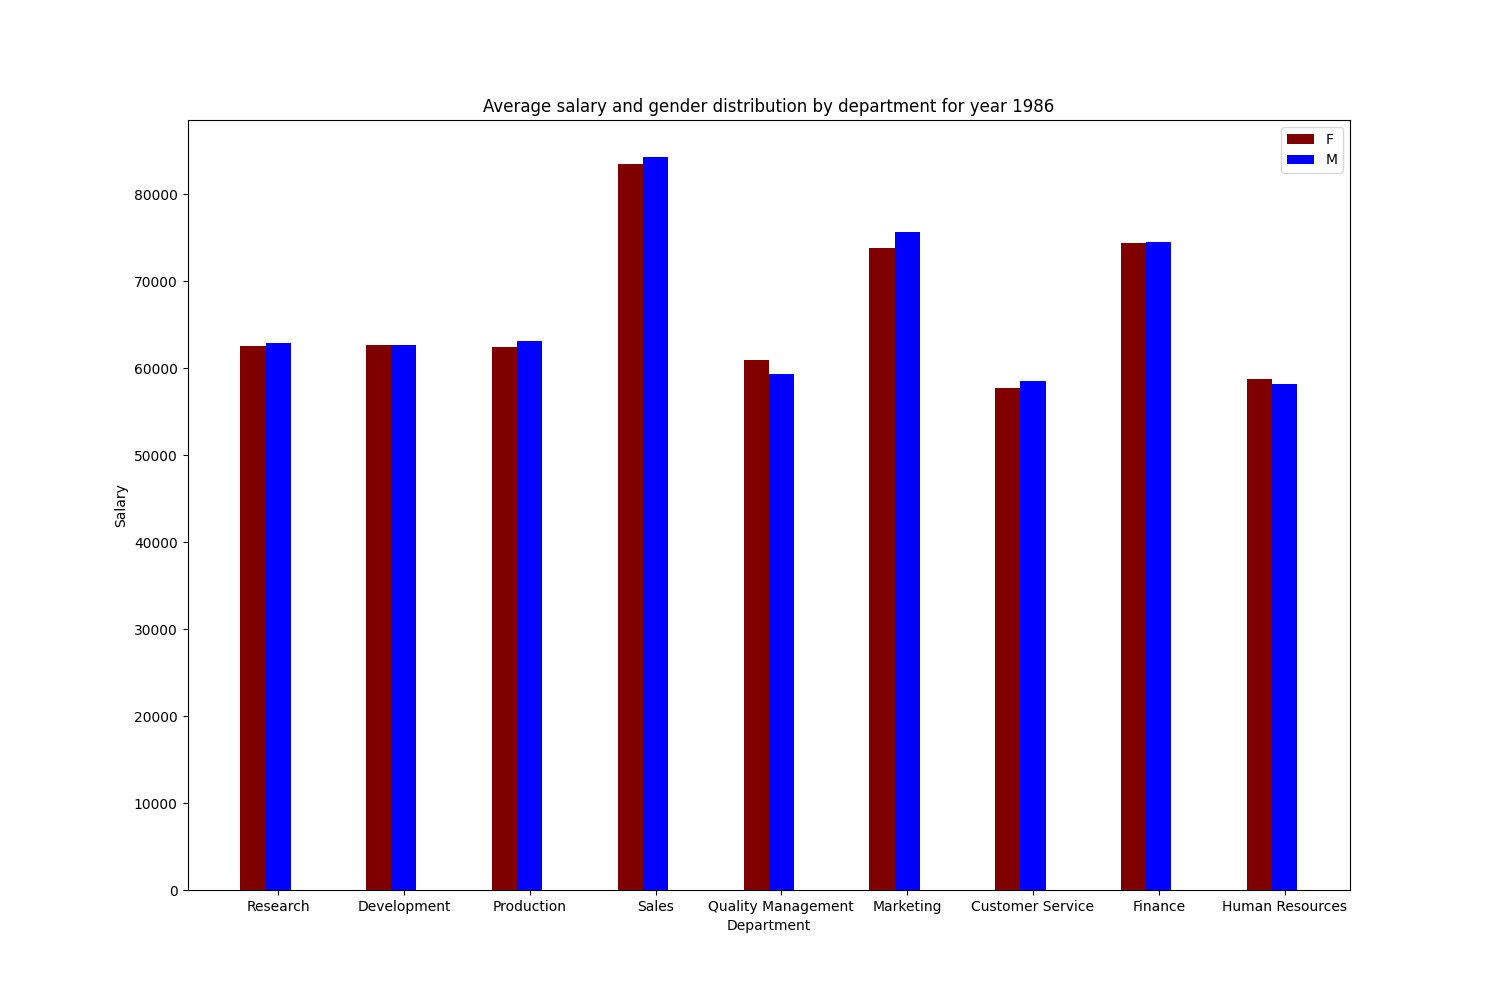 Average salary and gender distribution by department for year 1986
F
M
80000
70000
60000
50000
40000
30000
20000
10000
0
Salary
Research Development Production Sales Quality Management Marketing Customer Service Finance Human Resources
Department